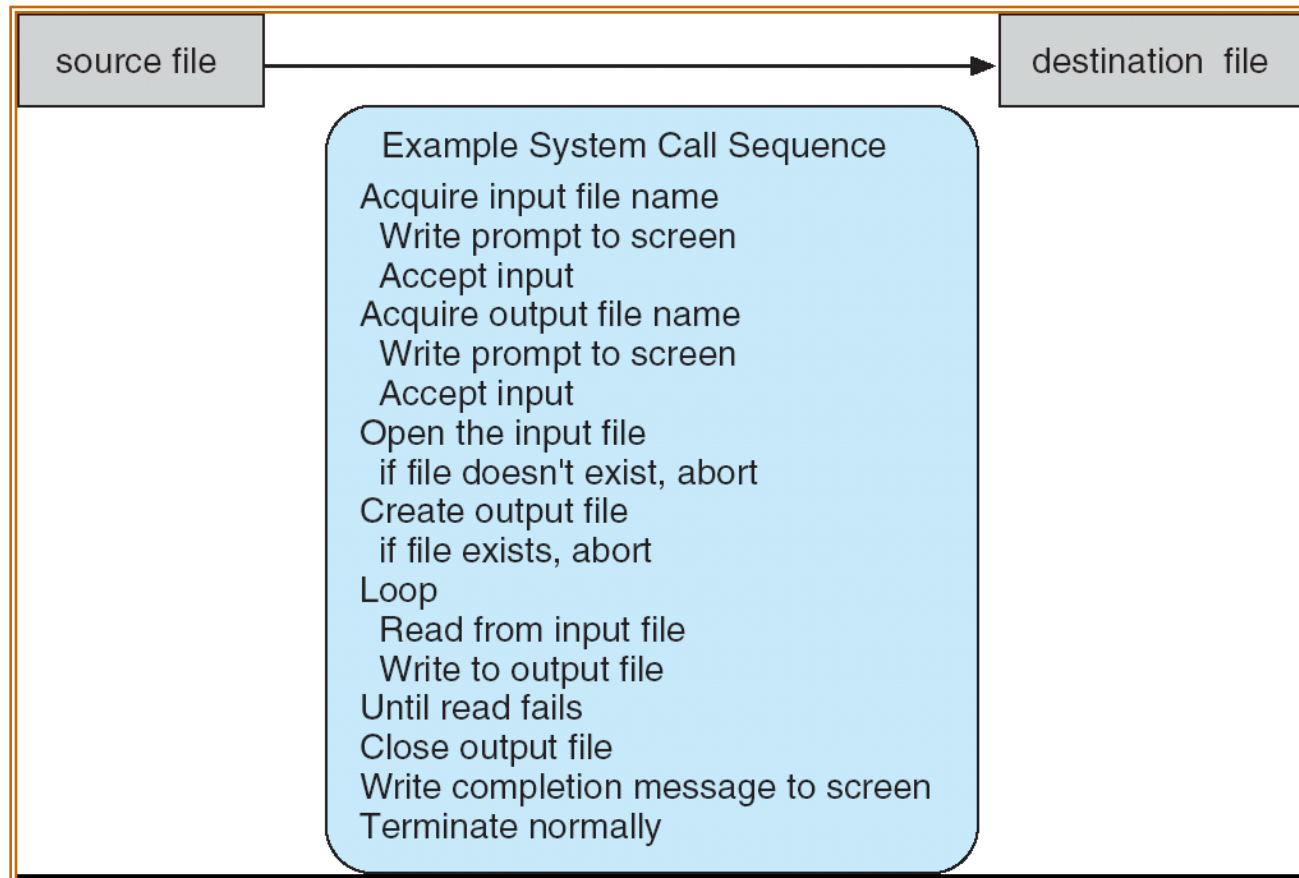 source file
destination file
Example System Call Sequence
Acquire input file name
Write prompt to screen
Accept input
Acquire output file name
Write prompt to screen
Accept input
Open the input file
if file doesn't exist, abort
Create output file
if file exists, abort
Loop
Read from input file
Write to output file
Until read fails
Close output file
Write completion message to screen
Terminate normally